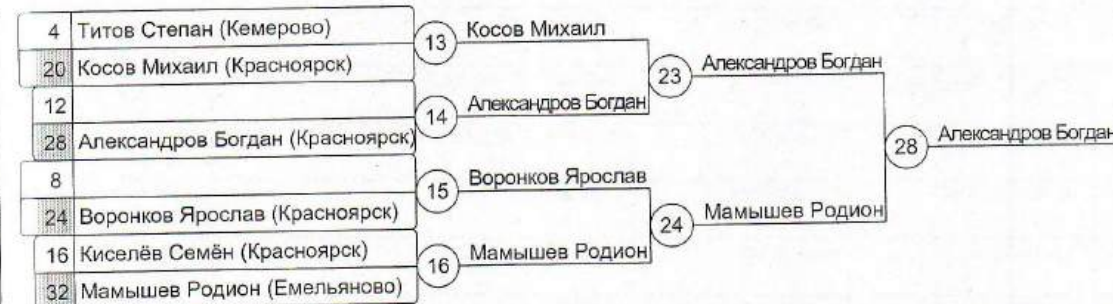 4 Титов Степан (Кемерово)
20 Косов Михаил (Красноярск)
12
28 Александров Богдан (Красноярск)
8
24 Воронков Ярослав (Красноярск)
16 Киселёв Семён (Красноярск)
32 Мамышев Родион (Емельяново)
13 Косов Михаил
14 Александров Богдан
15 Воронков Ярослав
16 Мамышев Родион
23 Александров Богдан
24 Мамышев Родион
28 Александров Богдан